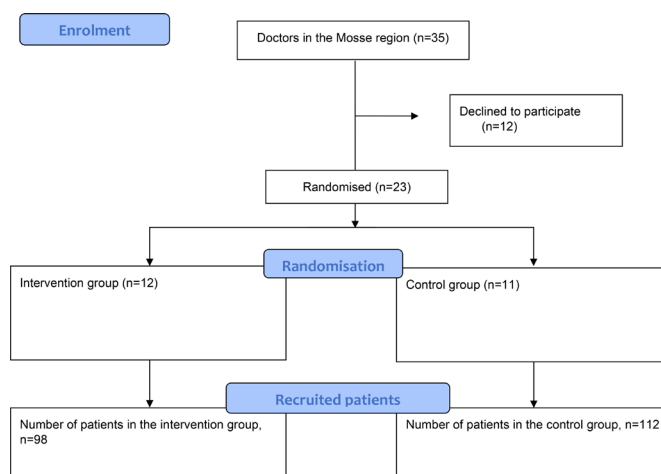 Enrolment
Doctors in the Mosse region (n=35)
Declined to participate
(n=12)
Randomised (n=23)
Randomisation
Intervention group (n=12)
Control group (n=11)
Recruited patients
Number of patients in the intervention group,
n=98
Number of patients in the control group, n=112